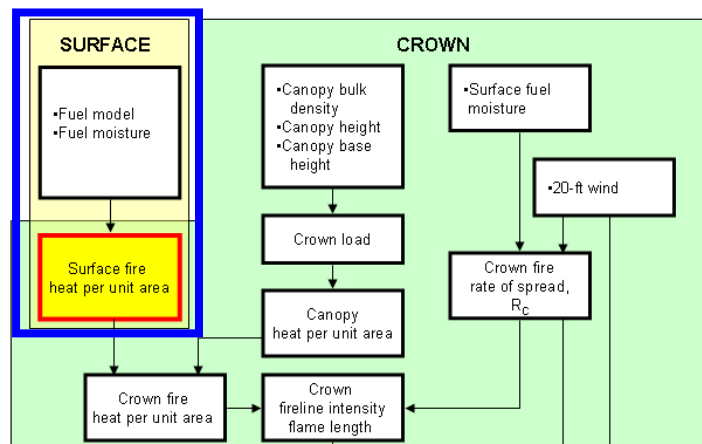 SURFACE
CROWN
•Fuel model
•Fuel moisture
•Canopy bulk
density
•Canopy height
•Canopy base
height
•Surface fuel
moisture
•20-ft wind
Surface fire
heat per unit area
Crown load
Crown fire
rate of spread,
Rc
Canopy
heat per unit area
Crown fire
heat per unit area
Crown
fireline intensity
flame length